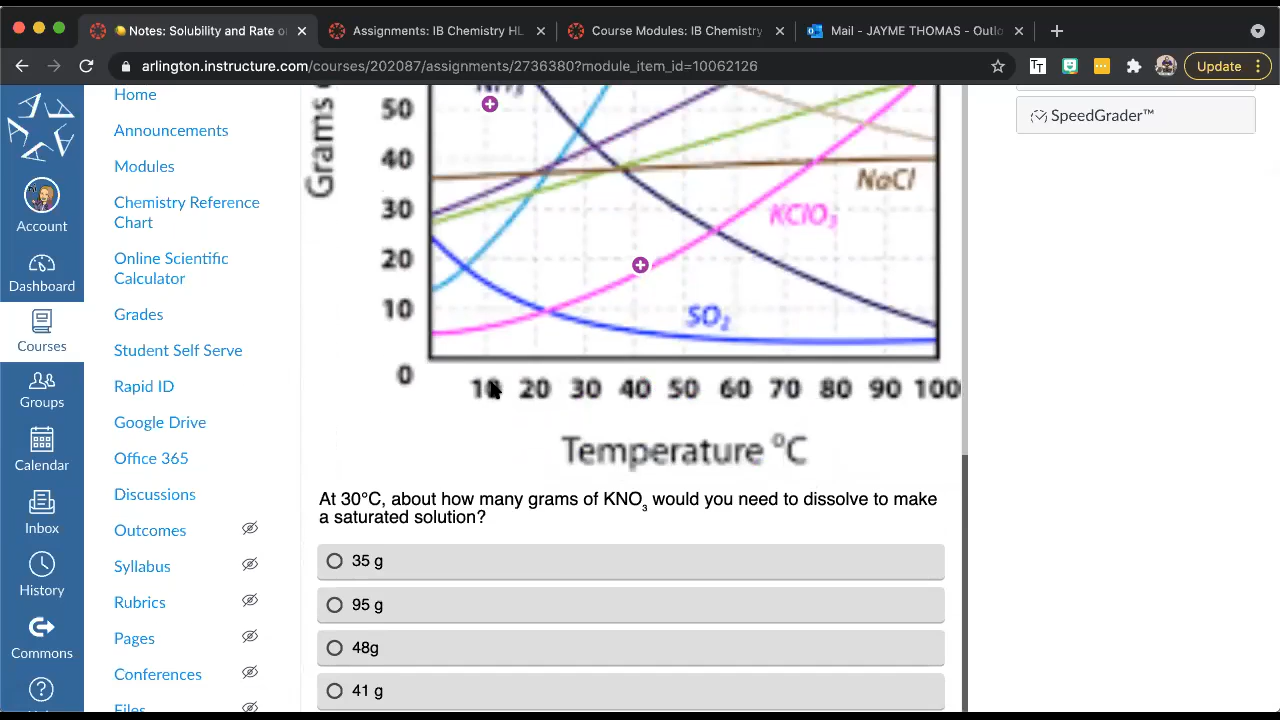 Notes: Solubility and Rate o
Assignments: IB Chemistry HL
Course Modules: IB Chemistry
Mail - JAYME THOMAS - Outlo
arlington.instructure.com/courses/202087/assignments/2736380?module_item_id=10062126
TT
Update
Account
Dashboard
Courses
Groups
Calendar
Inbox
History
Commons
Home
Announcements
Modules
Chemistry Reference
Chart
Online Scientific
Calculator
Grades
Student Self Serve
Rapid ID
Google Drive
Office 365
Discussions
Outcomes
Syllabus
Rubrics
Pages
Conferences
Files
SpeedGrader™
Grams
50
40
30
20
10
0
NaCl
KClO₃
SO₂
10 20 30 40 50 60 70 80 90 100
Temperature °C
At 30°C, about how many grams of KNO₃ would you need to dissolve to make
a saturated solution?
35 g
95 g
48g
41 g